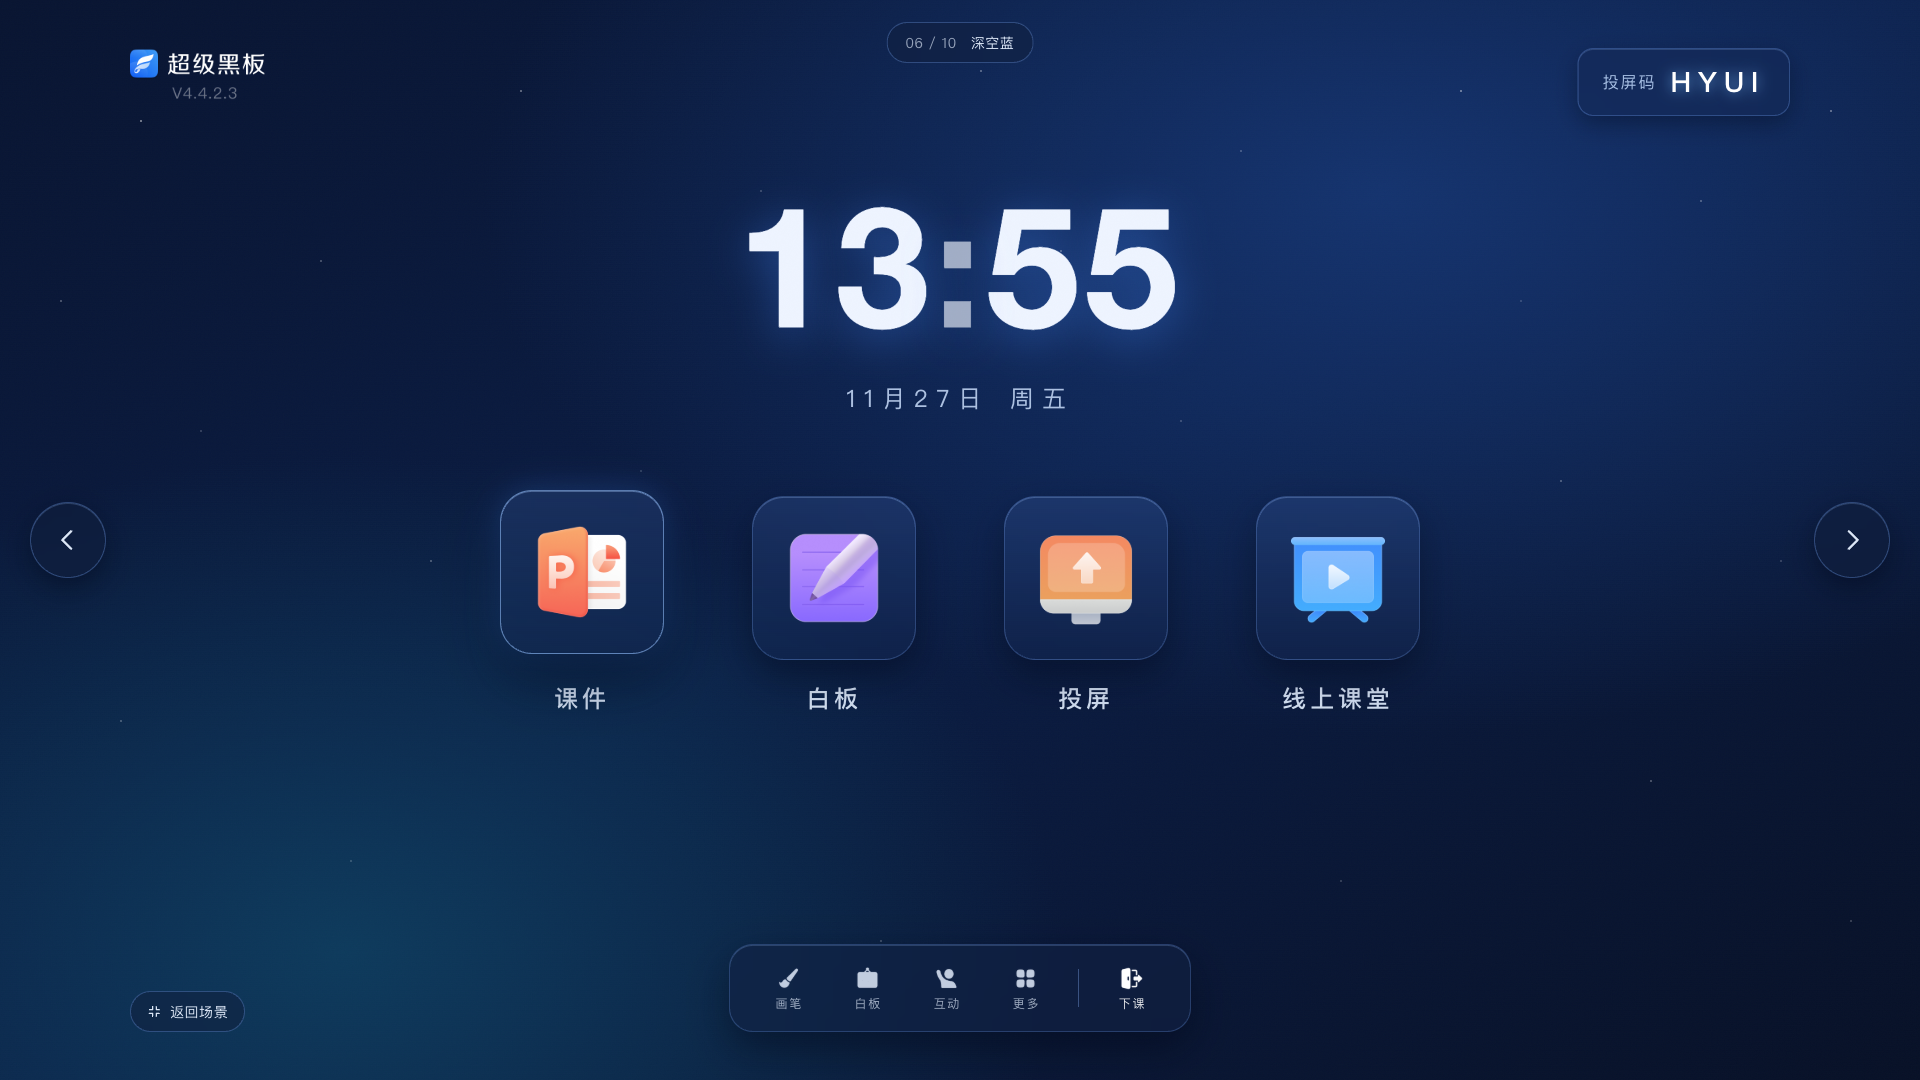 超级黑板
V4.4.2.3
06 / 10 深空蓝
投屏码 HYUI
13:55
11月27日 周五
P
课件
白板
投屏
线上课堂
画笔
白板
互动
更多
下课
返回场景